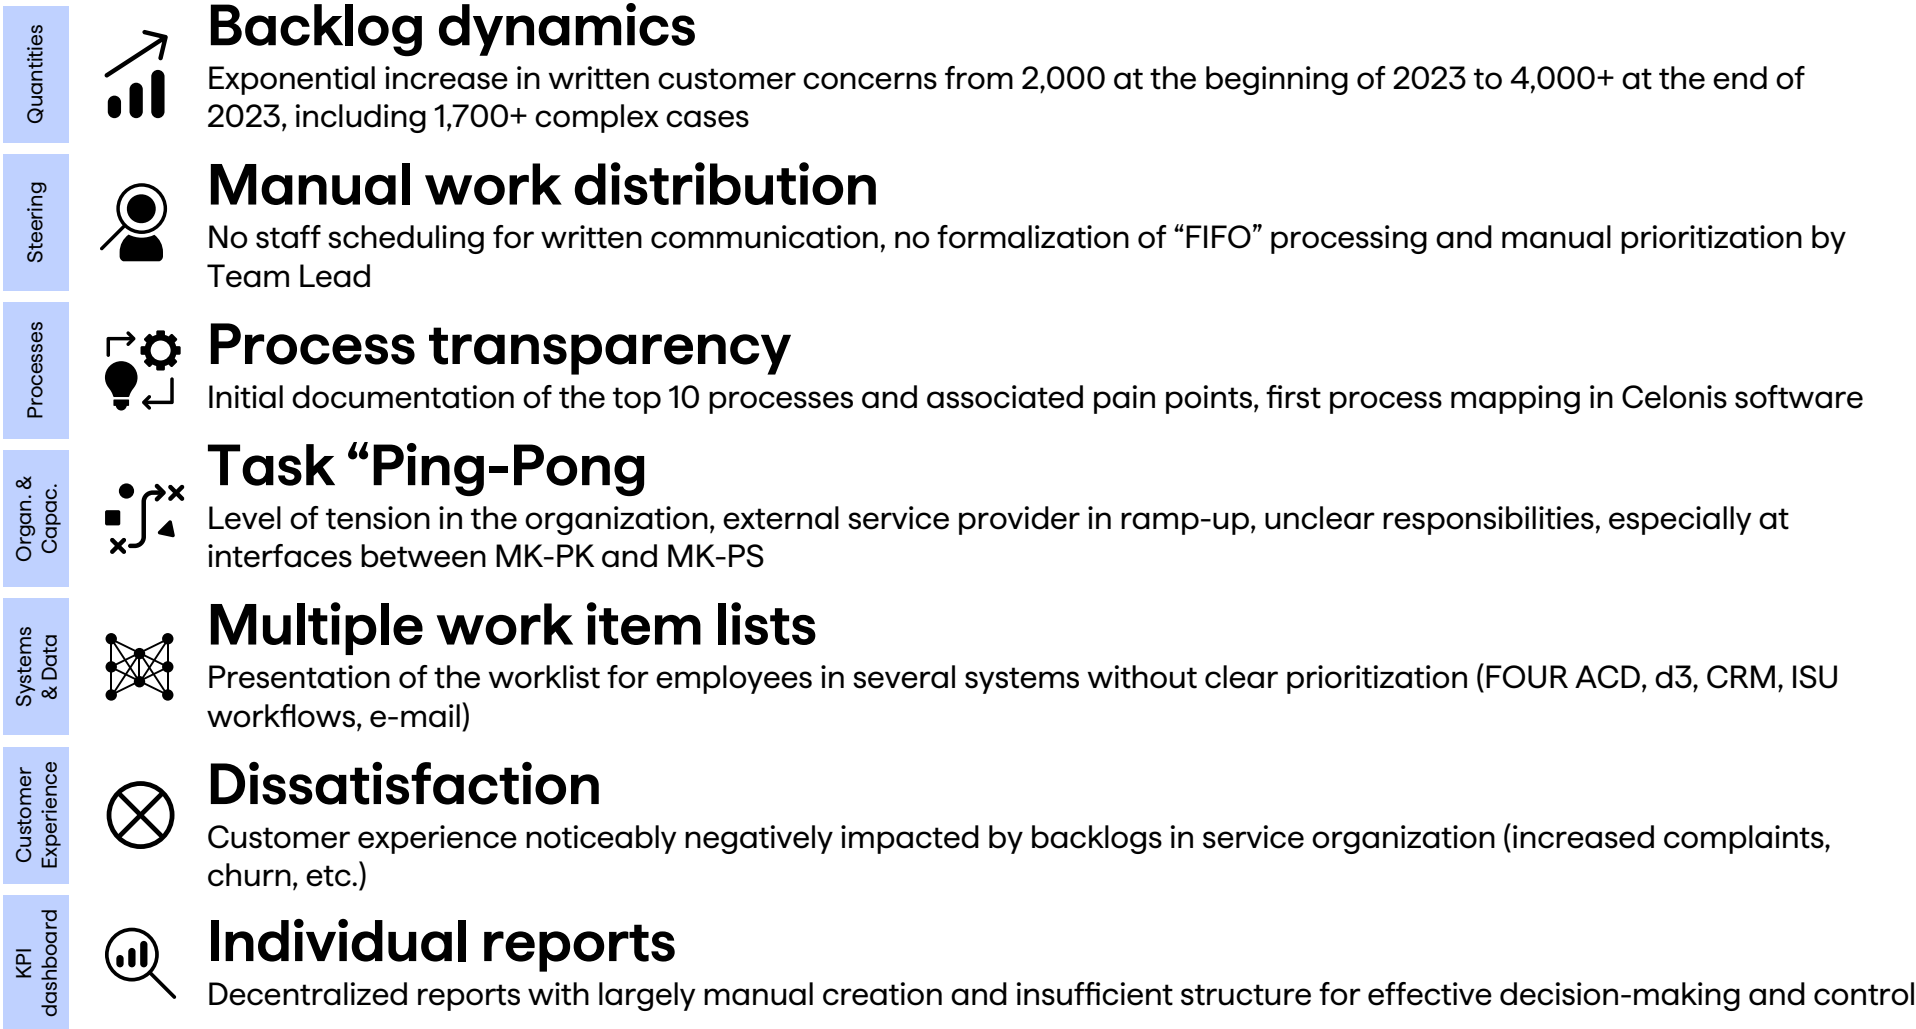 Quantities
Backlog dynamics
Exponential increase in written customer concerns from 2,000 at the beginning of 2023 to 4,000+ at the end of
2023, including 1,700+ complex cases
Steering
Manual work distribution
No staff scheduling for written communication, no formalization of “FIFO” processing and manual prioritization by
Team Lead
Processes
Process transparency
Initial documentation of the top 10 processes and associated pain points, first process mapping in Celonis software
Organ. &
Capac.
Task “Ping-Pong
Level of tension in the organization, external service provider in ramp-up, unclear responsibilities, especially at
interfaces between MK-PK and MK-PS
Systems
& Data
Multiple work item lists
Presentation of the worklist for employees in several systems without clear prioritization (FOUR ACD, d3, CRM, ISU
workflows, e-mail)
Customer
Experience
Dissatisfaction
Customer experience noticeably negatively impacted by backlogs in service organization (increased complaints,
churn, etc.)
KPI
dashboard
Individual reports
Decentralized reports with largely manual creation and insufficient structure for effective decision-making and control